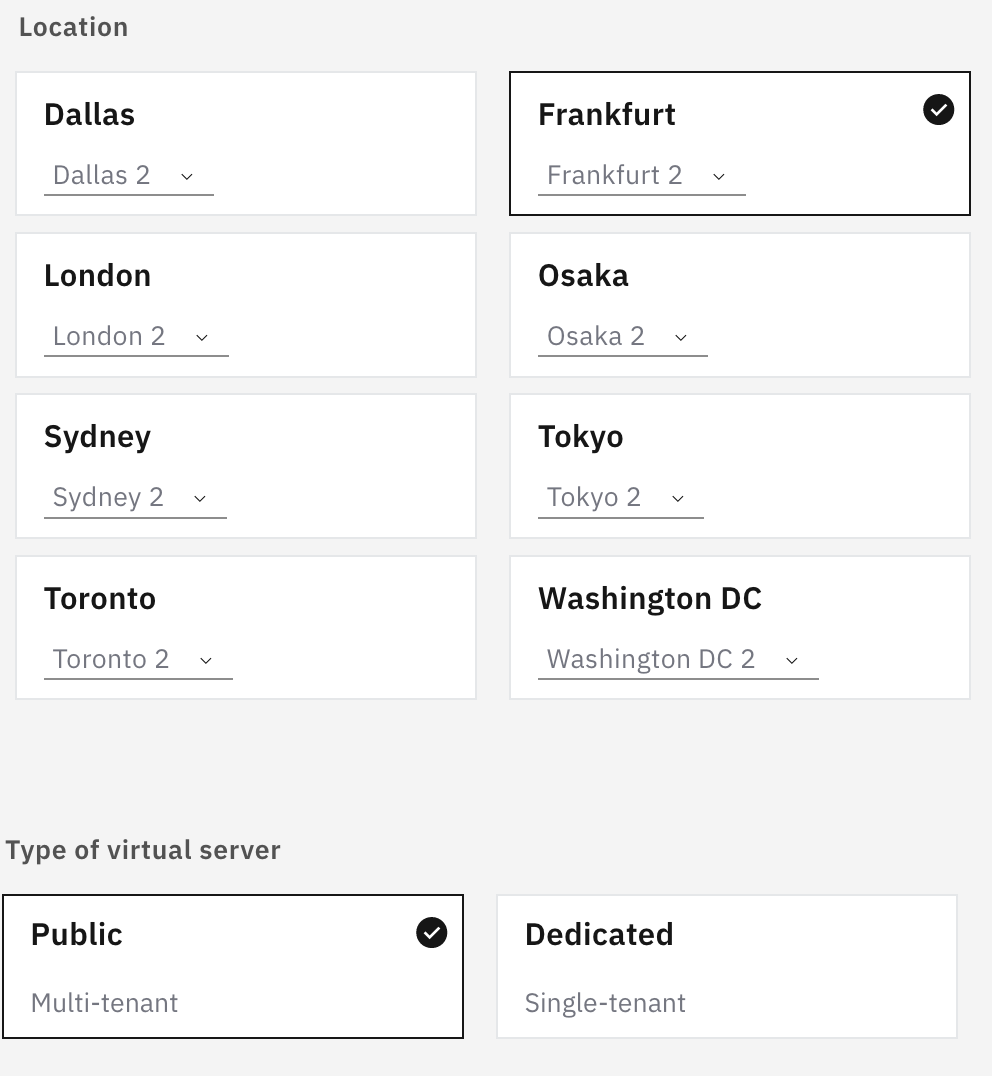 Location
Dallas
Dallas 2
Frankfurt
Frankfurt 2
London
London 2
Osaka
Osaka 2
Sydney
Sydney 2
Tokyo
Tokyo 2
Toronto
Toronto 2
Washington DC
Washington DC 2
Type of virtual server
Public
Multi-tenant
Dedicated
Single-tenant